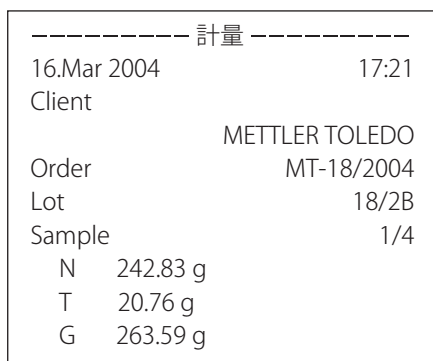 --------- 計量 ---------
16.Mar 2004 17:21
Client
METTLER TOLEDO
Order MT-18/2004
Lot 18/2B
Sample 1/4
N 242.83 g
T 20.76 g
G 263.59 g